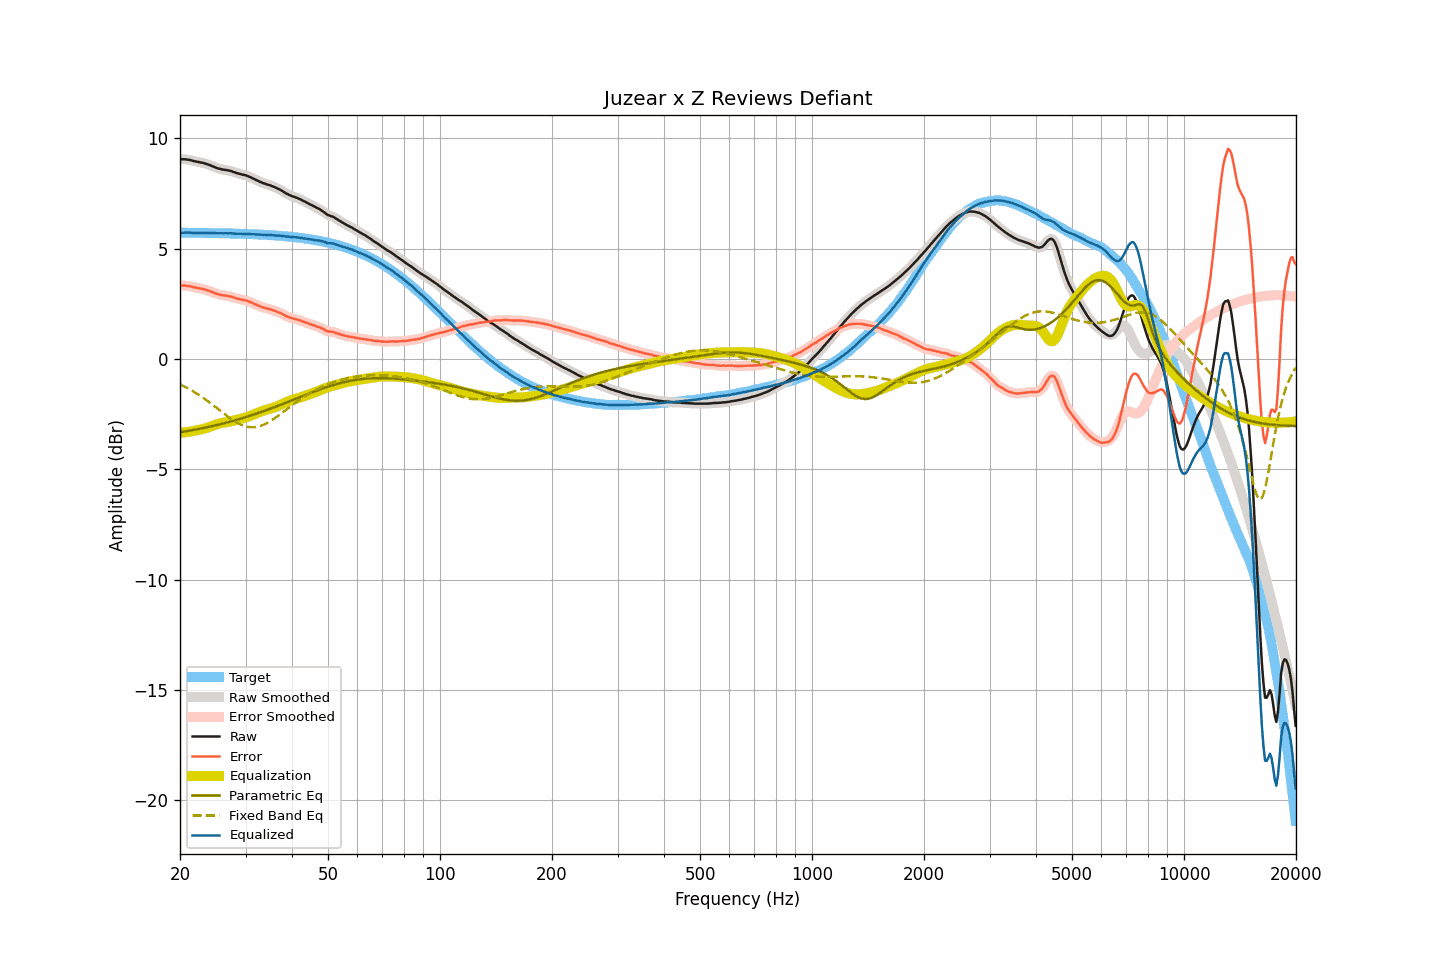 Juzear x Z Reviews Defiant
Amplitude (dBr)
10
5
0
−5
−10
−15
−20
Target
Raw Smoothed
Error Smoothed
Raw
Error
Equalization
Parametric Eq
Fixed Band Eq
Equalized
20 50 100 200 500 1000 2000 5000 10000 20000
Frequency (Hz)